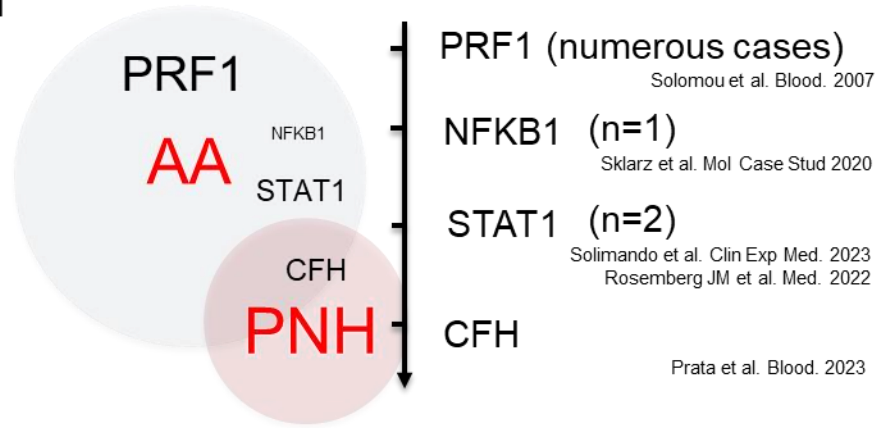 PRF1
AA
NFKB1
STAT1
CFH
PNH
PRF1 (numerous cases)
Solomou et al. Blood. 2007
NFKB1 (n=1)
Sklarz et al. Mol Case Stud 2020
STAT1 (n=2)
Solimando et al. Clin Exp Med. 2023
Rosemberg JM et al. Med. 2022
CFH
Prata et al. Blood. 2023